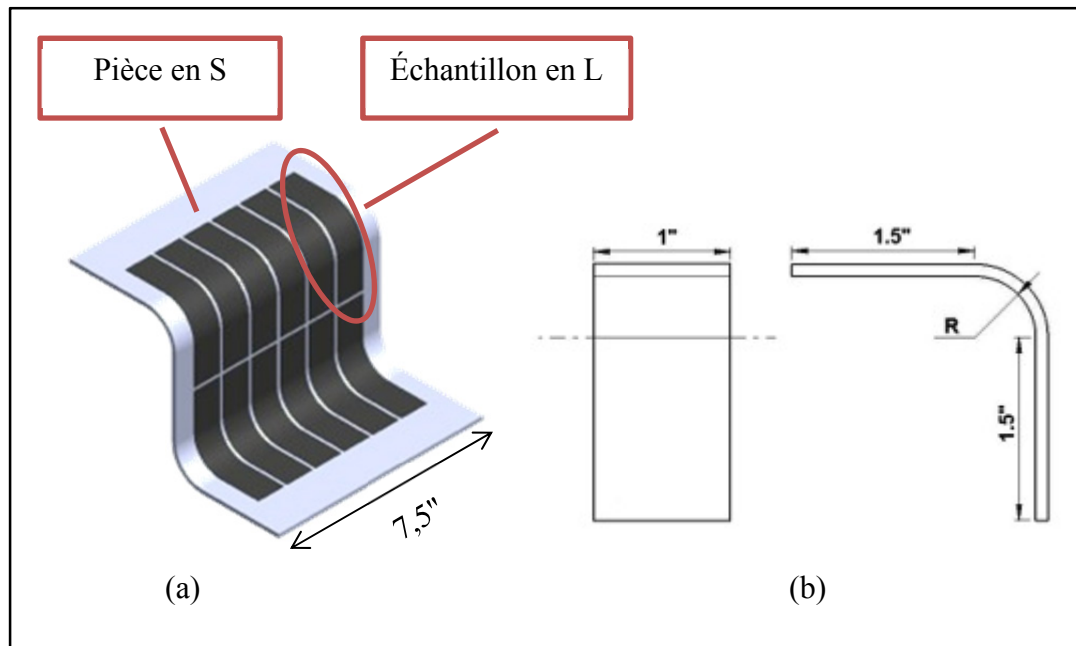 Pièce en S
Échantillon en L
7,5"
(a)
1"
1.5"
R
1.5"
(b)